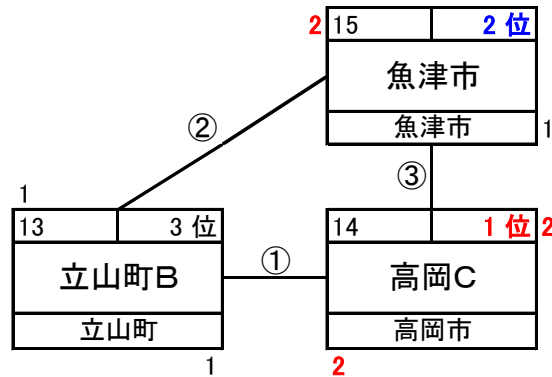 2 15 2 位
魚津市
魚津市 1
②
③
1
13 3 位
立山町B
立山町
1
①
14 1 位 2
高岡C
高岡市
2